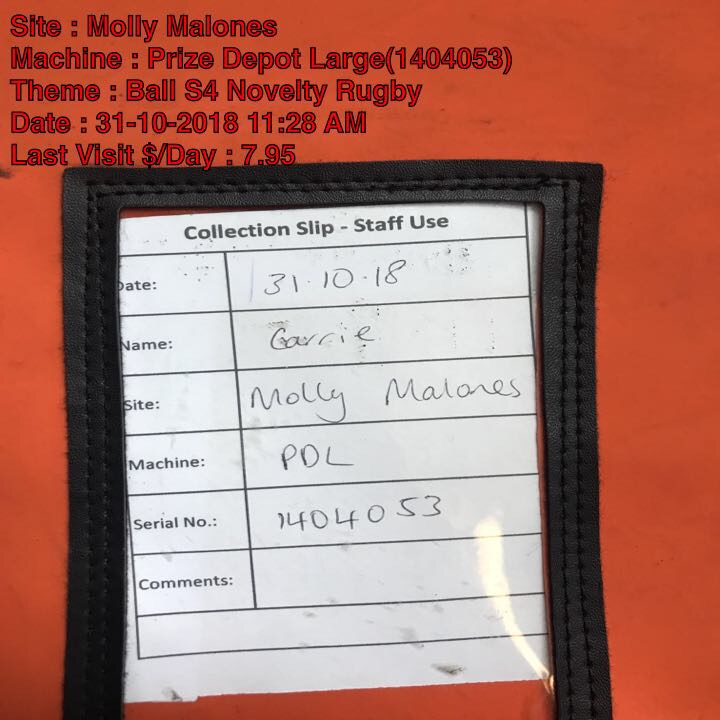 Site : Molly Malones
Machine : Prize Depot Large(1404053)
Theme : Ball S4 Novelty Rugby
Date : 31-10-2018 11:28 AM
Last Visit $/Day : 7.95
Collection Slip - Staff Use
Date: 31.10.18
Name: Garrie
Site: Molly Malones
Machine: PDL
Serial No.: 1404053
Comments: